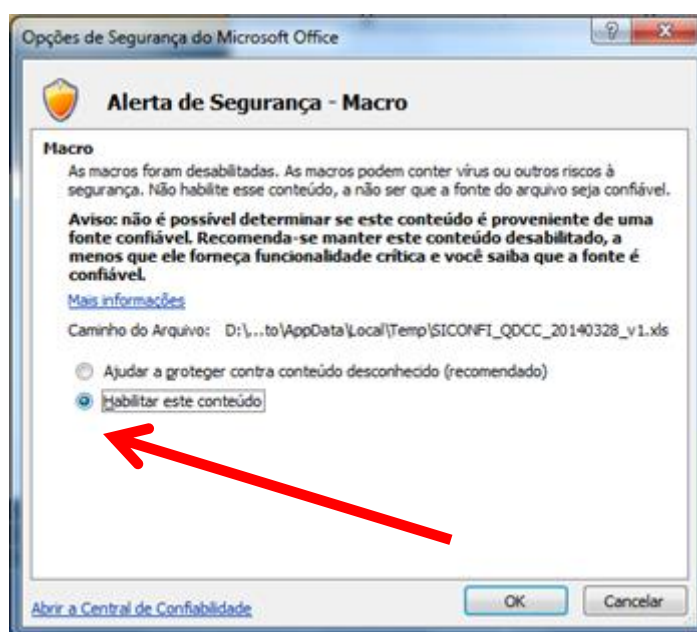 Opções de Segurança do Microsoft Office
Alerta de Segurança - Macro
Macro
As macros foram desabilitadas. As macros podem conter vírus ou outros riscos à
segurança. Não habilite esse conteúdo, a não ser que a fonte do arquivo seja confiável.
Aviso: não é possível determinar se este conteúdo é proveniente de uma
fonte confiável. Recomenda-se manter este conteúdo desabilitado, a
menos que ele forneça funcionalidade crítica e você saiba que a fonte é
confiável.
Mais informações
Caminho do Arquivo: D:\...to\AppData\Local\Temp\SICONFI_QDCC_20140328_v1.xls
Ajudar a proteger contra conteúdo desconhecido (recomendado)
Habilitar este conteúdo
Abrir a Central de Confiabilidade
OK
Cancelar